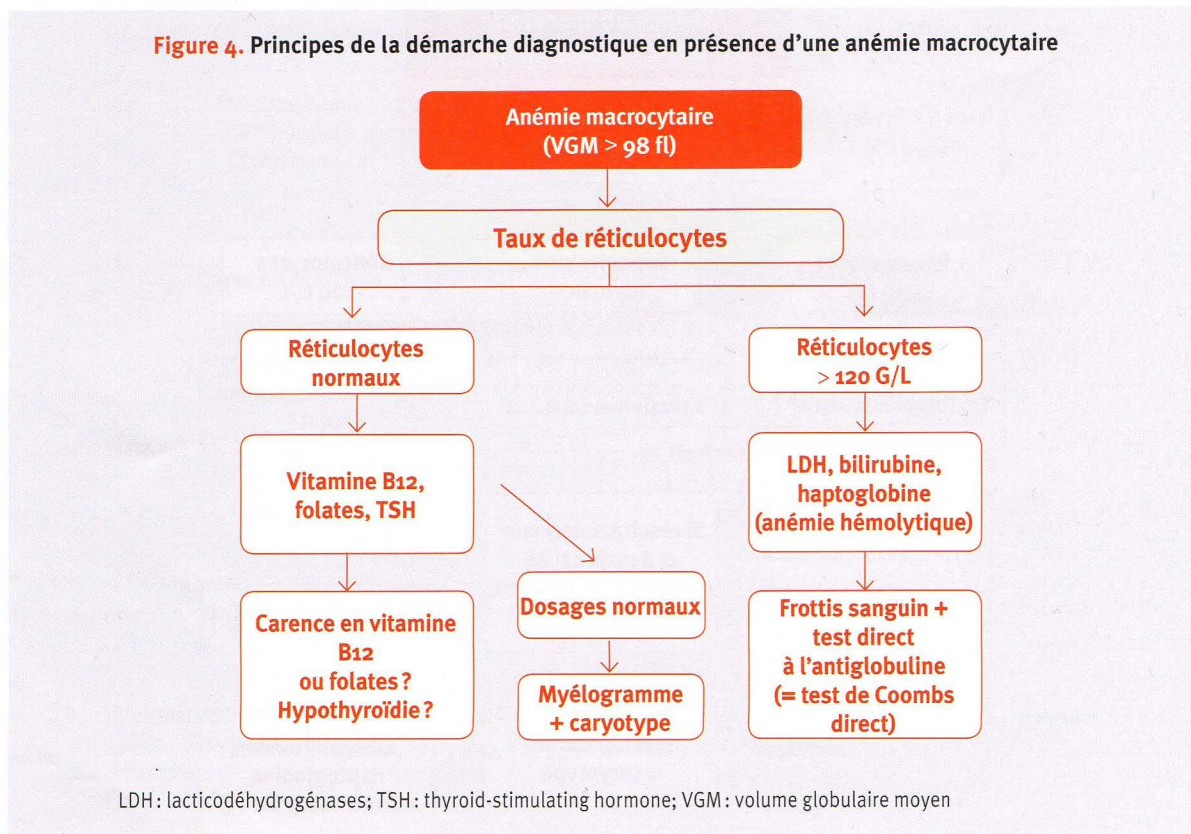 Figure 4. Principes de la démarche diagnostique en présence d'une anémie macrocytaire
Anémie macrocytaire
(VGM > 98 fl)
Taux de réticulocytes
Réticulocytes
normaux
Réticulocytes
> 120 G/L
Vitamine B12,
folates, TSH
LDH, bilirubine,
haptoglobine
(anémie hémolytique)
Carence en vitamine
B12
ou folates ?
Hypothyroïdie ?
Dosages normaux
Myélogramme
+ caryotype
Frottis sanguin +
test direct
à l'antiglobuline
(= test de Coombs
direct)
LDH : lacticodéhydrogénases; TSH : thyroid-stimulating hormone; VGM : volume globulaire moyen